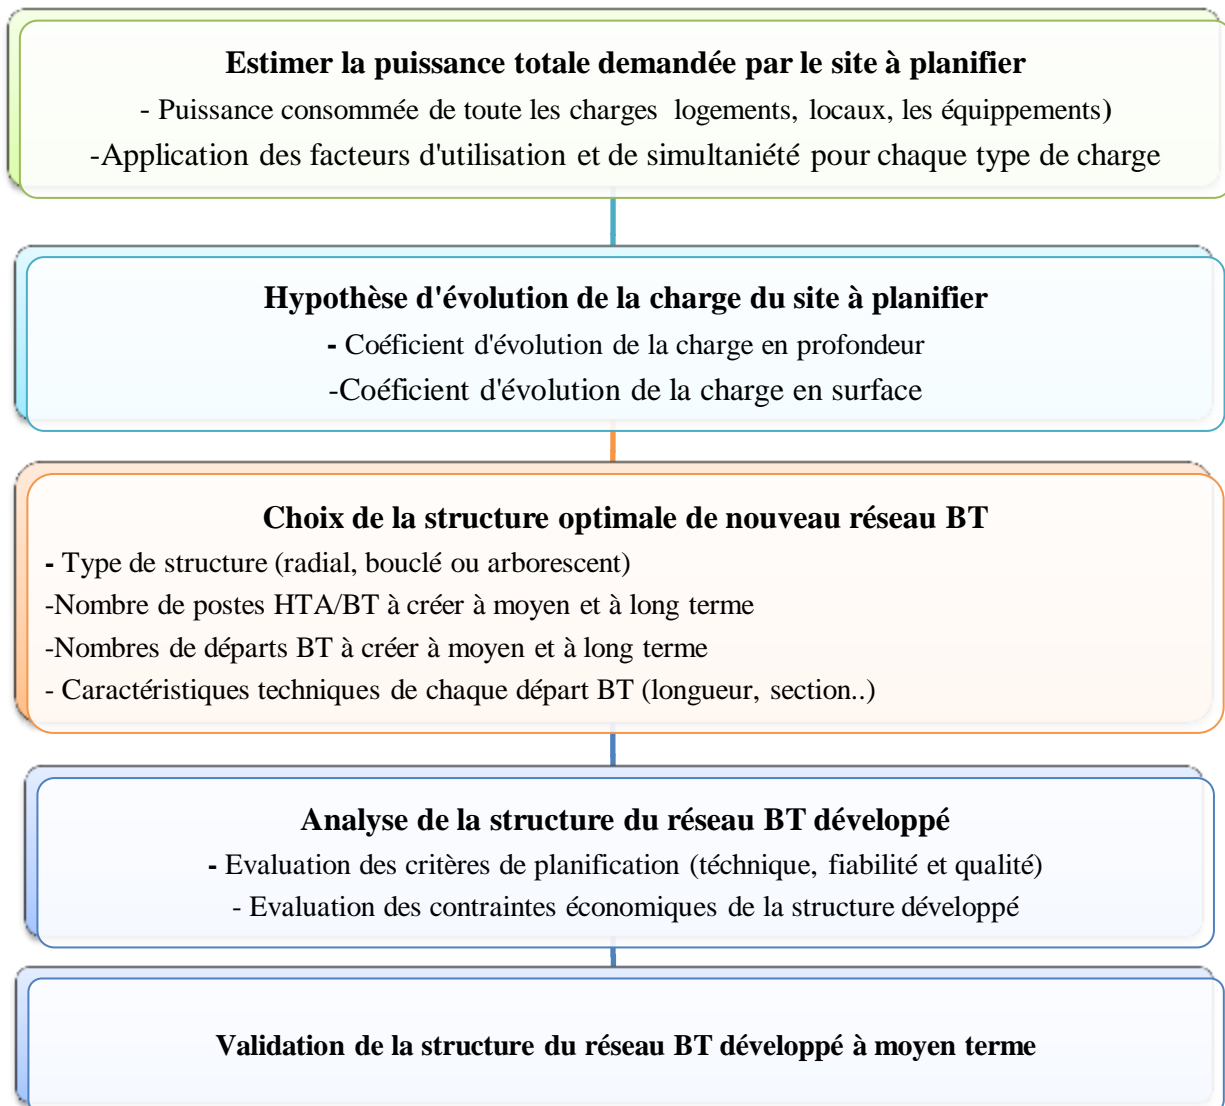 Estimer la puissance totale demandée par le site à planifier
- Puissance consommée de toute les charges logements, locaux, les équippements)
-Application des facteurs d'utilisation et de simultaniété pour chaque type de charge
Hypothèse d'évolution de la charge du site à planifier
- Coéficient d'évolution de la charge en profondeur
-Coéficient d'évolution de la charge en surface
Choix de la structure optimale de nouveau réseau BT
- Type de structure (radial, bouclé ou arborescent)
-Nombre de postes HTA/BT à créer à moyen et à long terme
-Nombres de départs BT à créer à moyen et à long terme
- Caractéristiques techniques de chaque départ BT (longueur, section..)
Analyse de la structure du réseau BT développé
- Evaluation des critères de planification (téchnique, fiabilité et qualité)
- Evaluation des contraintes économiques de la structure développé
Validation de la structure du réseau BT développé à moyen terme